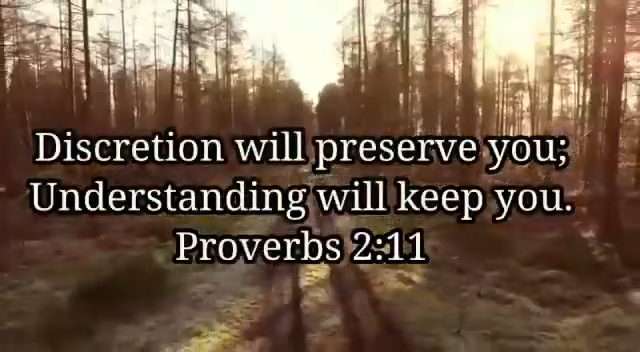 Discretion will preserve you;
Understanding will keep you.
Proverbs 2:11